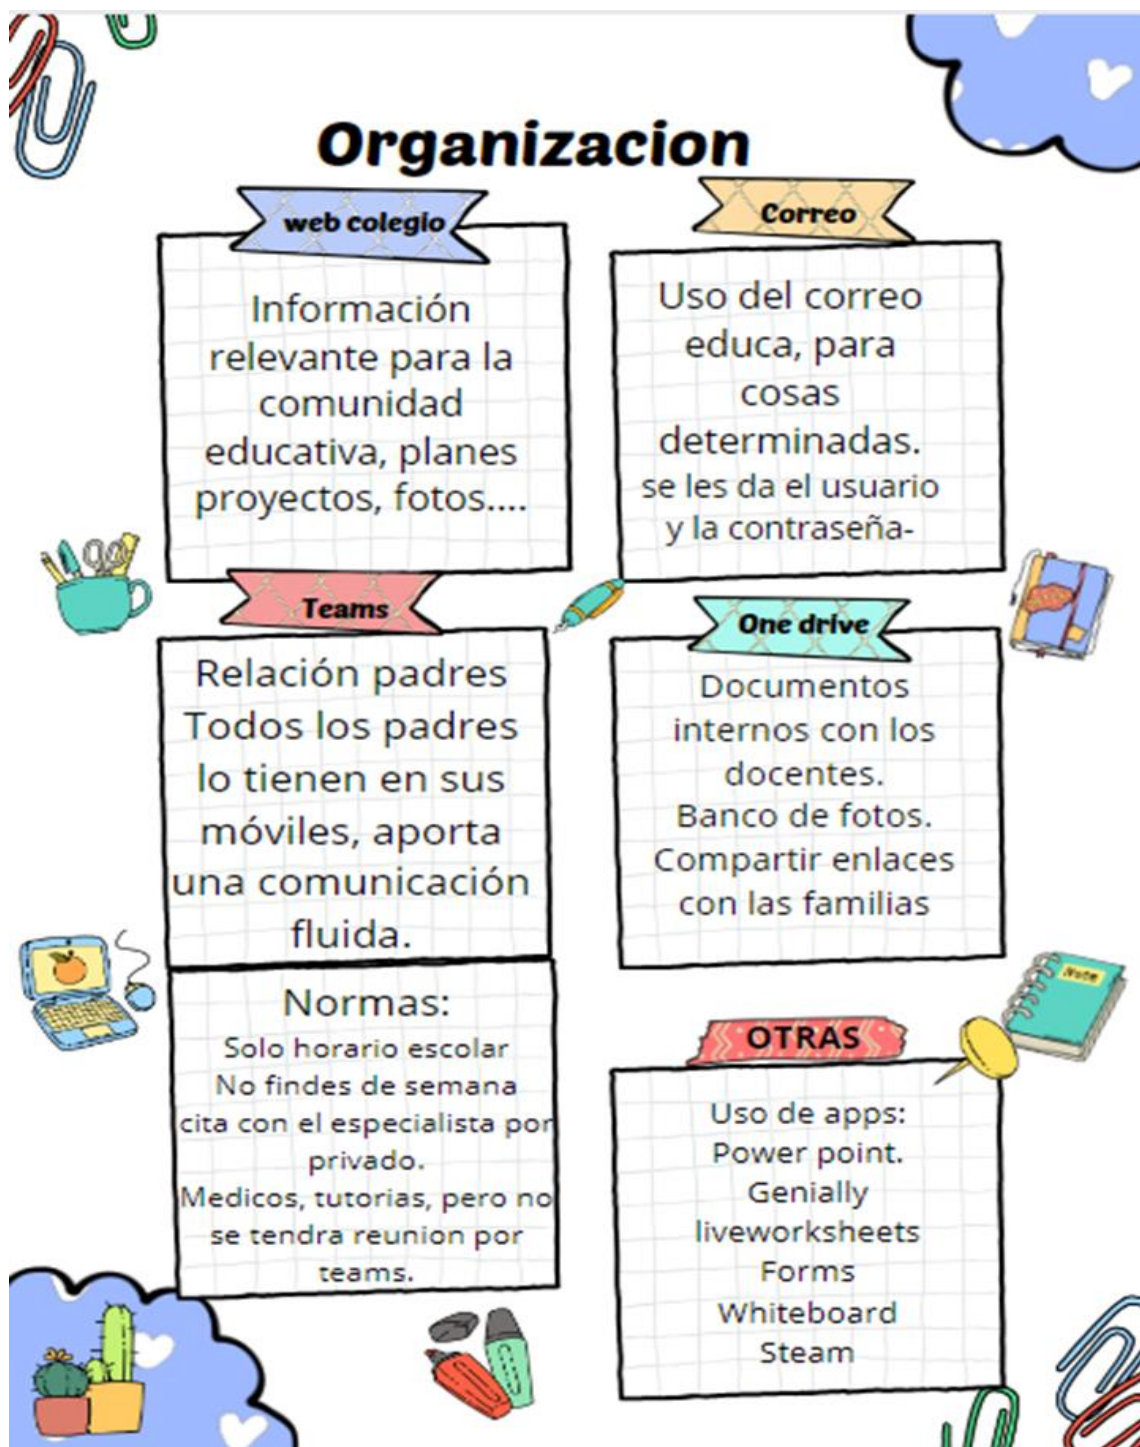 Organizacion
web colegio
Información
relevante para la
comunidad
educativa, planes
proyectos, fotos....
Correo
Uso del correo
educa, para
cosas
determinadas.
se les da el usuario
y la contraseña-
Teams
Relación padres
Todos los padres
lo tienen en sus
móviles, aporta
una comunicación
fluida.
Normas:
Solo horario escolar
No findes de semana
cita con el especialista por
privado.
Medicos, tutorias, pero no
se tendra reunion por
teams.
One drive
Documentos
internos con los
docentes.
Banco de fotos.
Compartir enlaces
con las familias
Note
OTRAS
Uso de apps:
Power point.
Genially
liveworksheets
Forms
Whiteboard
Steam